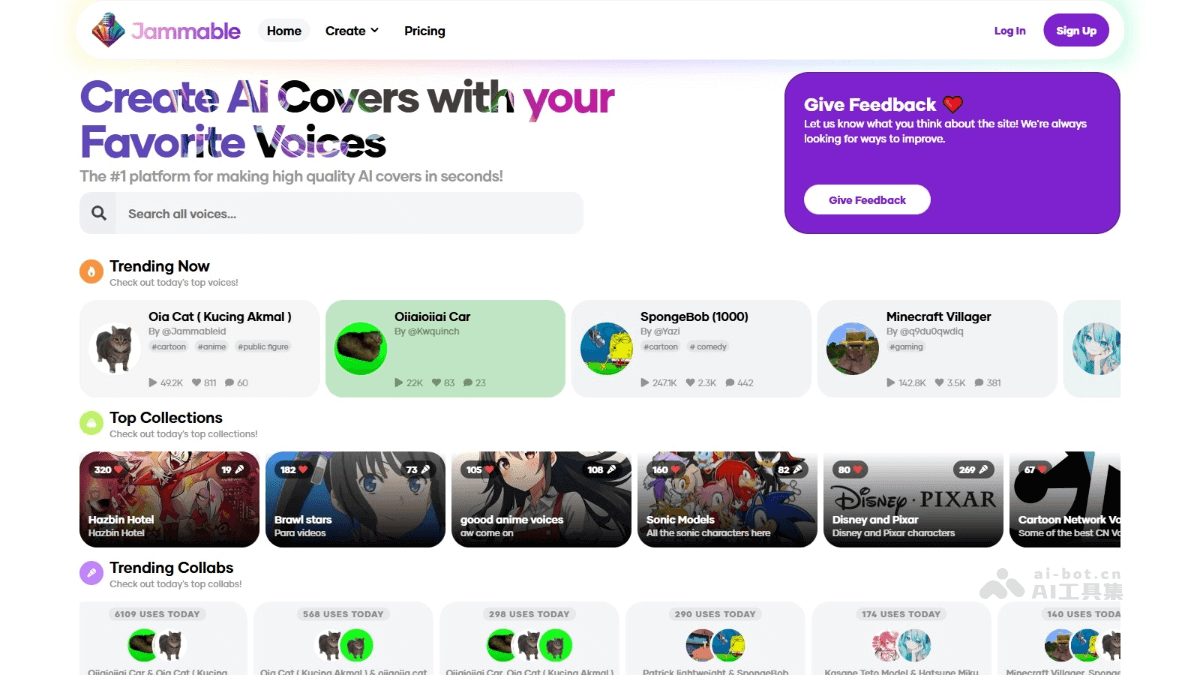 Jammable
Home
Create
Pricing
Log In
Sign Up
Create AI Covers with your
Favorite Voices
The #1 platform for making high quality AI covers in seconds!
Search all voices...
Give Feedback
Let us know what you think about the site! We're always
looking for ways to improve.
Give Feedback
Trending Now
Check out today's top voices!
Oia Cat ( Kucing Akmal )
By @Jammableid
#cartoon #anime #public figure
49.2K 811 60
Oiiaioiiai Car
By @Kwquinch
22K 83 23
SpongeBob (1000)
By @Yazi
#cartoon # comedy
247.1K 2.3K 442
Minecraft Villager
By @q9du0qwdiq
#gaming
142.8K 3.5K 381
Top Collections
Check out today's top collections!
320 19
Hazbin Hotel
Hazbin Hotel
182 73
Brawl stars
Para videos
105 108
goood anime voices
aw come on
160 82
Sonic Models
All the sonic characters here
80 269
Disney · PIXAR
Disney and Pixar
Disney and Pixar characters
67
Cartoon Network Vo
Some of the best CN Vo
Trending Collabs
Check out today's top collabs!
6109 USES TODAY
Oiiaioiiai Car & Oia Cat ( Kucing
568 USES TODAY
Oia Cat ( Kucing Akmal ) & oiiaoiia cat
298 USES TODAY
Oiiaioiiai Car, Oia Cat ( Kucing Akmal )
290 USES TODAY
Patrick lightweight & SpongeBob
174 USES TODAY
Kasane Teto Model & Hatsune Miku
140 USES TODA
Minecraft Villager, Spongeb
ai-bot.cn
AI工具集